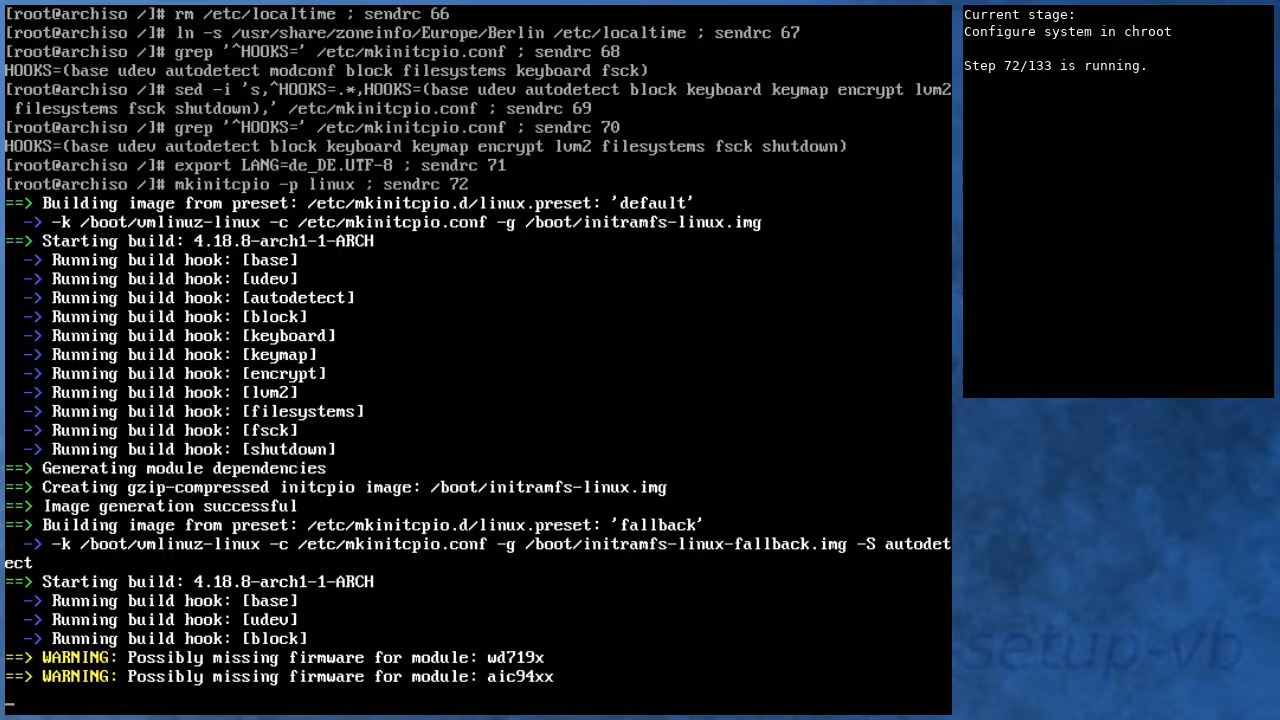 [root@archiso /]# rm /etc/localtime ; sendrc 66
[root@archiso /]# ln -s /usr/share/zoneinfo/Europe/Berlin /etc/localtime ; sendrc 67
[root@archiso /]# grep '^HOOKS=' /etc/mkinitcpio.conf ; sendrc 68
HOOKS=(base udev autodetect modconf block filesystems keyboard fsck)
[root@archiso /]# sed -i 's,^HOOKS=.*,HOOKS=(base udev autodetect block keyboard keymap encrypt lvm2
 filesystems fsck shutdown),' /etc/mkinitcpio.conf ; sendrc 69
[root@archiso /]# grep '^HOOKS=' /etc/mkinitcpio.conf ; sendrc 70
HOOKS=(base udev autodetect block keyboard keymap encrypt lvm2 filesystems fsck shutdown)
[root@archiso /]# export LANG=de_DE.UTF-8 ; sendrc 71
[root@archiso /]# mkinitcpio -p linux ; sendrc 72
==> Building image from preset: /etc/mkinitcpio.d/linux.preset: 'default'
  -> -k /boot/vmlinuz-linux -c /etc/mkinitcpio.conf -g /boot/initramfs-linux.img
==> Starting build: 4.18.8-arch1-1-ARCH
  -> Running build hook: [base]
  -> Running build hook: [udev]
  -> Running build hook: [autodetect]
  -> Running build hook: [block]
  -> Running build hook: [keyboard]
  -> Running build hook: [keymap]
  -> Running build hook: [encrypt]
  -> Running build hook: [lvm2]
  -> Running build hook: [filesystems]
  -> Running build hook: [fsck]
  -> Running build hook: [shutdown]
==> Generating module dependencies
==> Creating gzip-compressed initcpio image: /boot/initramfs-linux.img
==> Image generation successful
==> Building image from preset: /etc/mkinitcpio.d/linux.preset: 'fallback'
  -> -k /boot/vmlinuz-linux -c /etc/mkinitcpio.conf -g /boot/initramfs-linux-fallback.img -S autodet
ect
==> Starting build: 4.18.8-arch1-1-ARCH
  -> Running build hook: [base]
  -> Running build hook: [udev]
  -> Running build hook: [block]
==> WARNING: Possibly missing firmware for module: wd719x
==> WARNING: Possibly missing firmware for module: aic94xx
Current stage:
Configure system in chroot
Step 72/133 is running.
setup-vb